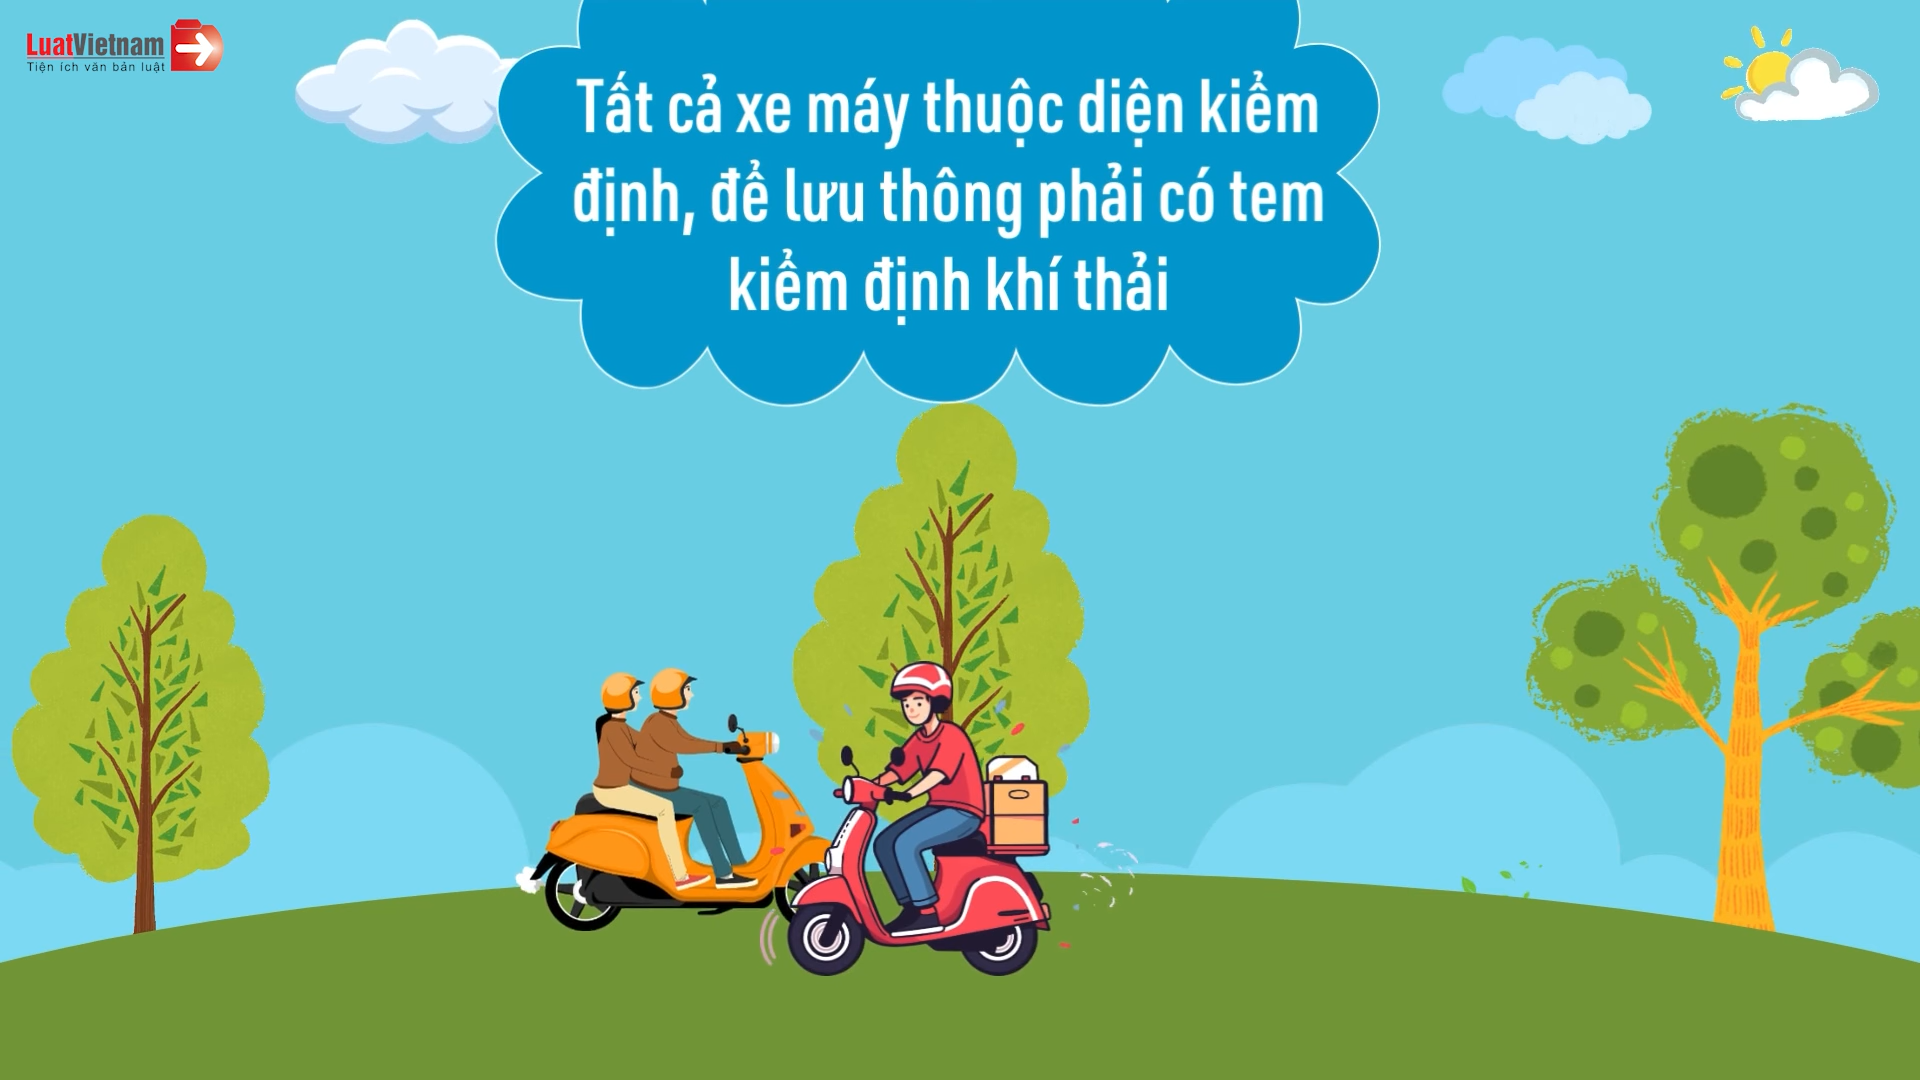 LuatVietnam
Tiện ích văn bản luật
Tất cả xe máy thuộc diện kiểm
định, để lưu thông phải có tem
kiểm định khí thải